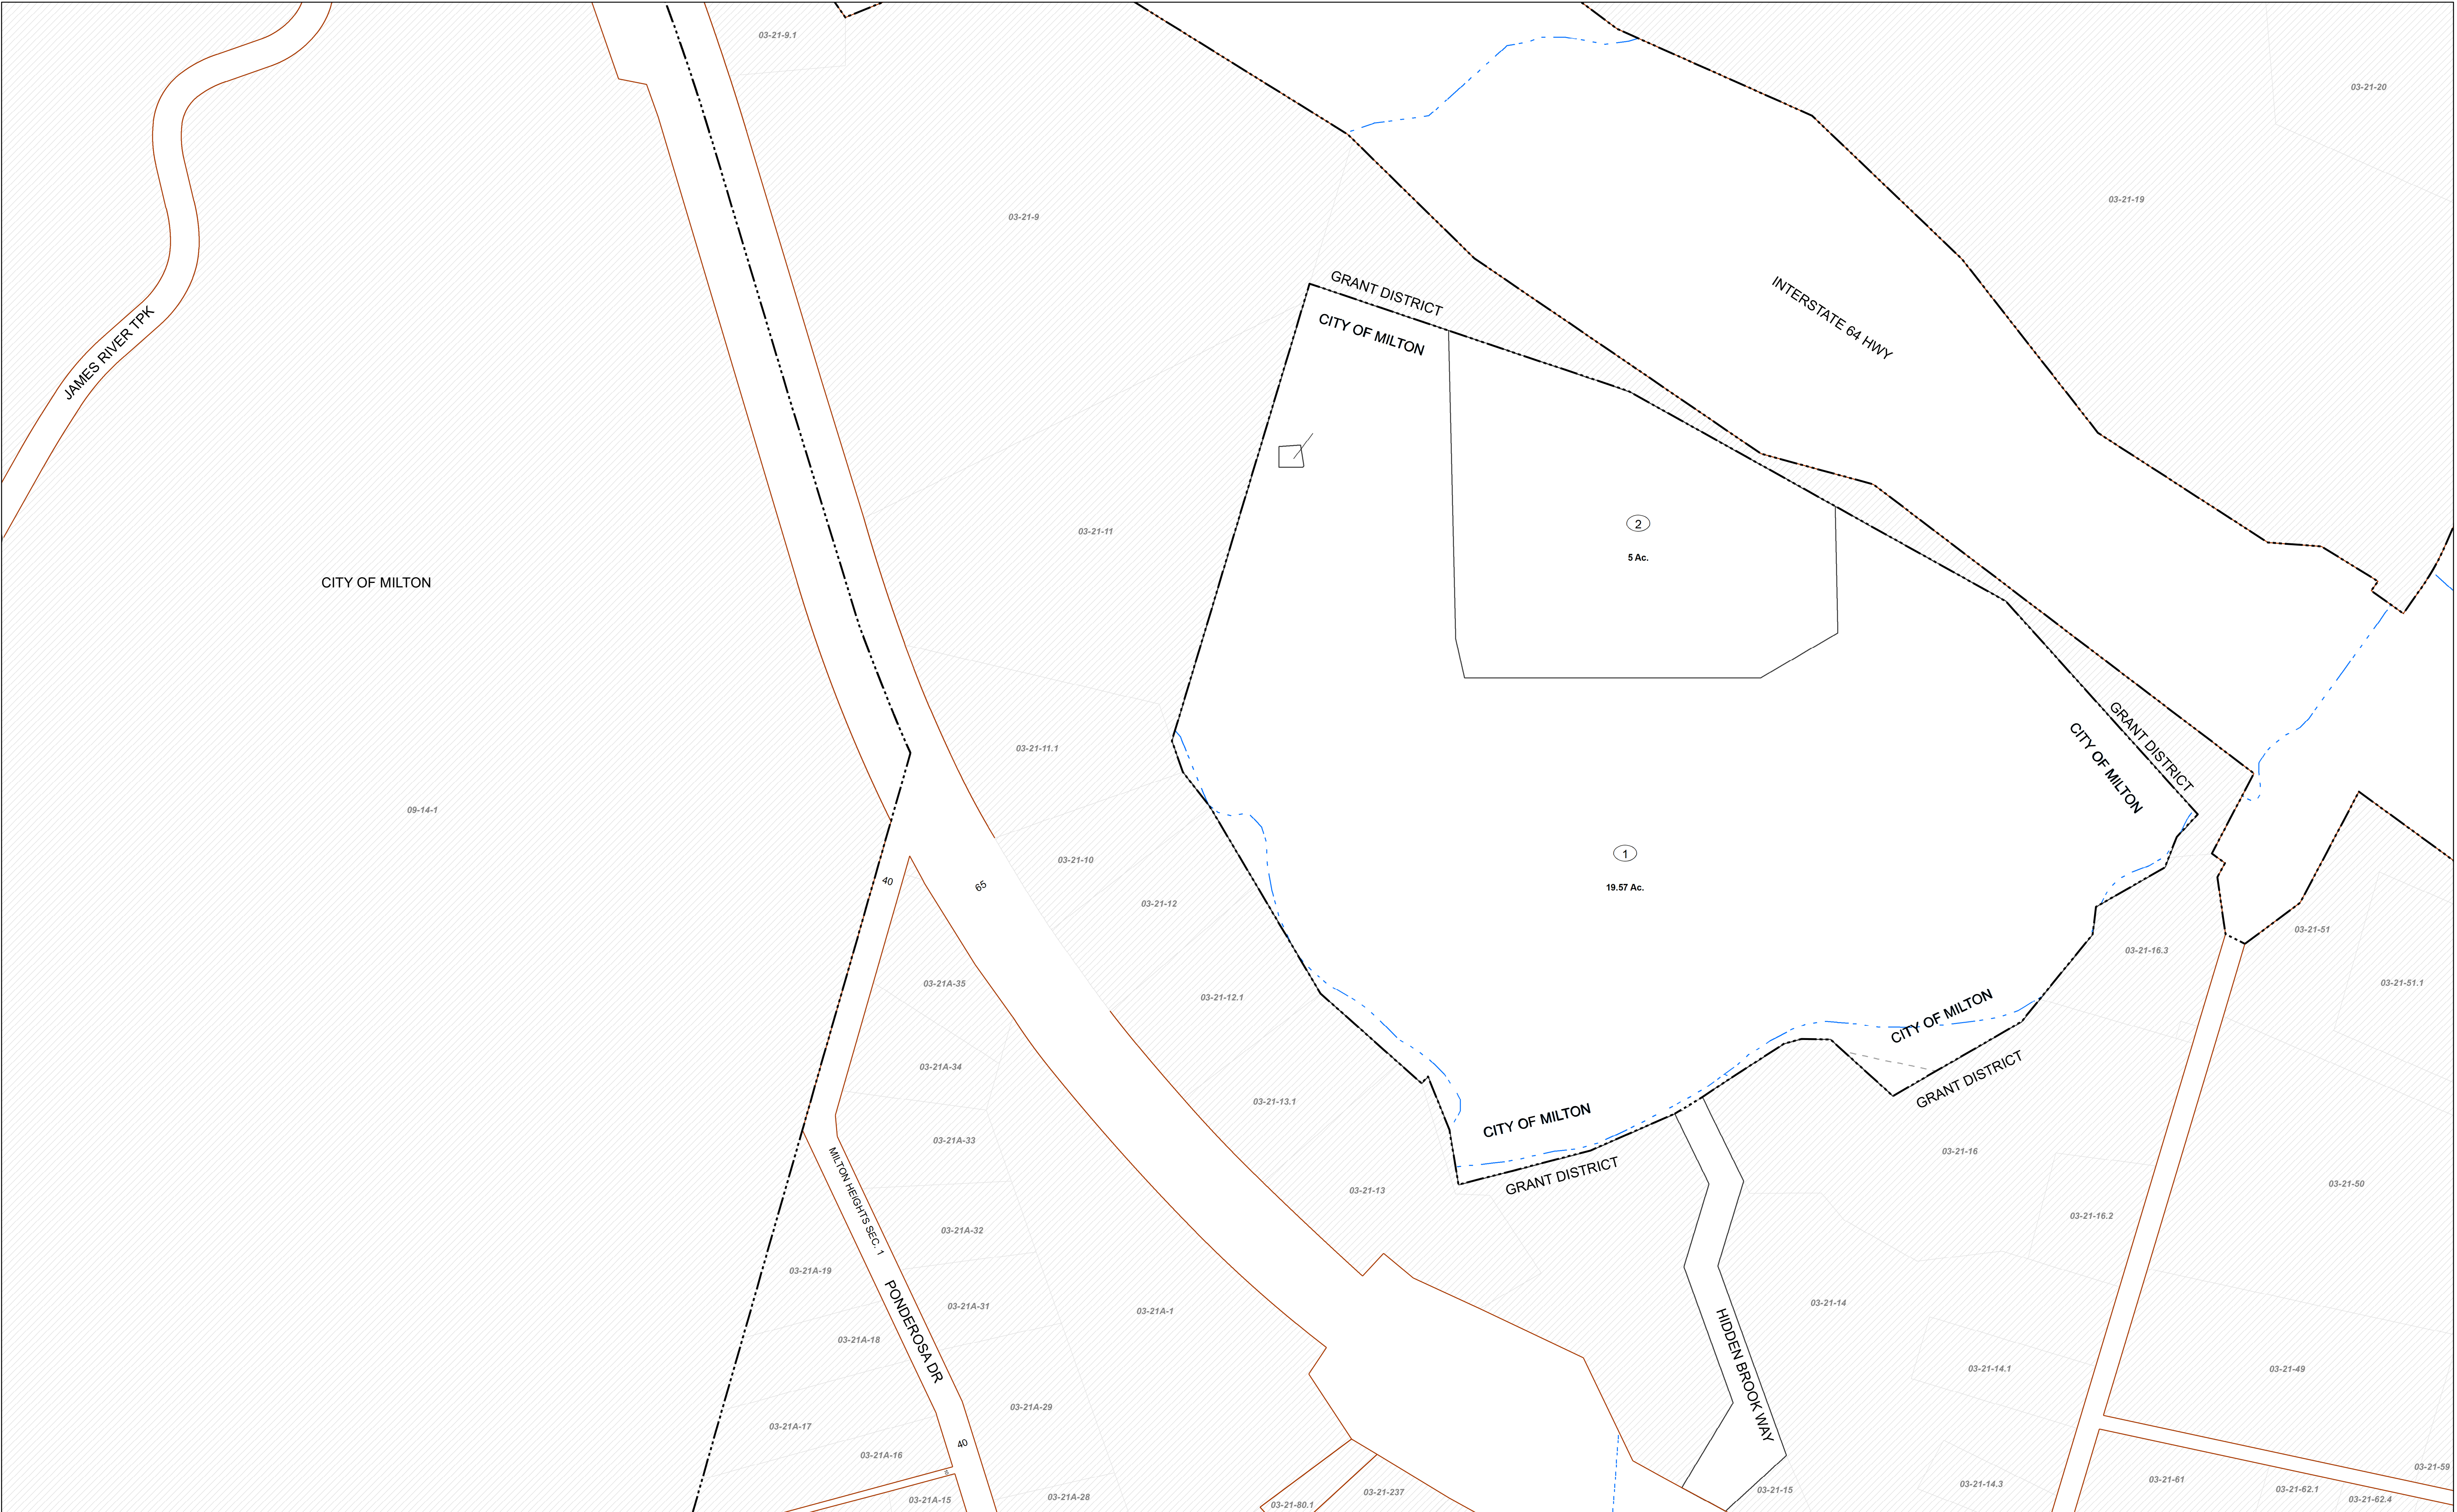 03-21-9.1
03-21-20
03-21-19
03-21-9
GRANT DISTRICT
CITY OF MILTON
INTERSTATE 64 HWY
JAMES RIVER TPK
2
5 Ac.
03-21-11
CITY OF MILTON
GRANT DISTRICT
CITY OF MILTON
03-21-11.1
09-14-1
03-21-10
1
19.57 Ac.
40
65
03-21-12
03-21-51
03-21-16.3
03-21A-35
03-21-12.1
03-21-51.1
CITY OF MILTON
03-21A-34
GRANT DISTRICT
03-21-13.1
CITY OF MILTON
03-21A-33
03-21-16
GRANT DISTRICT
03-21-13
03-21-50
MILTON HEIGHTS SEC. 1
03-21-16.2
03-21A-32
03-21A-19
03-21A-31
03-21A-1
03-21-14
PONDEROSA DR
03-21A-18
HIDDEN BROOK WAY
03-21-14.1
03-21-49
03-21A-29
03-21A-17
40
03-21A-16
03-21-59
03-21-61
03-21-14.3
03-21-15
03-21-62.1
03-21-237
03-21A-28
03-21A-15
03-21-62.4
03-21-80.1